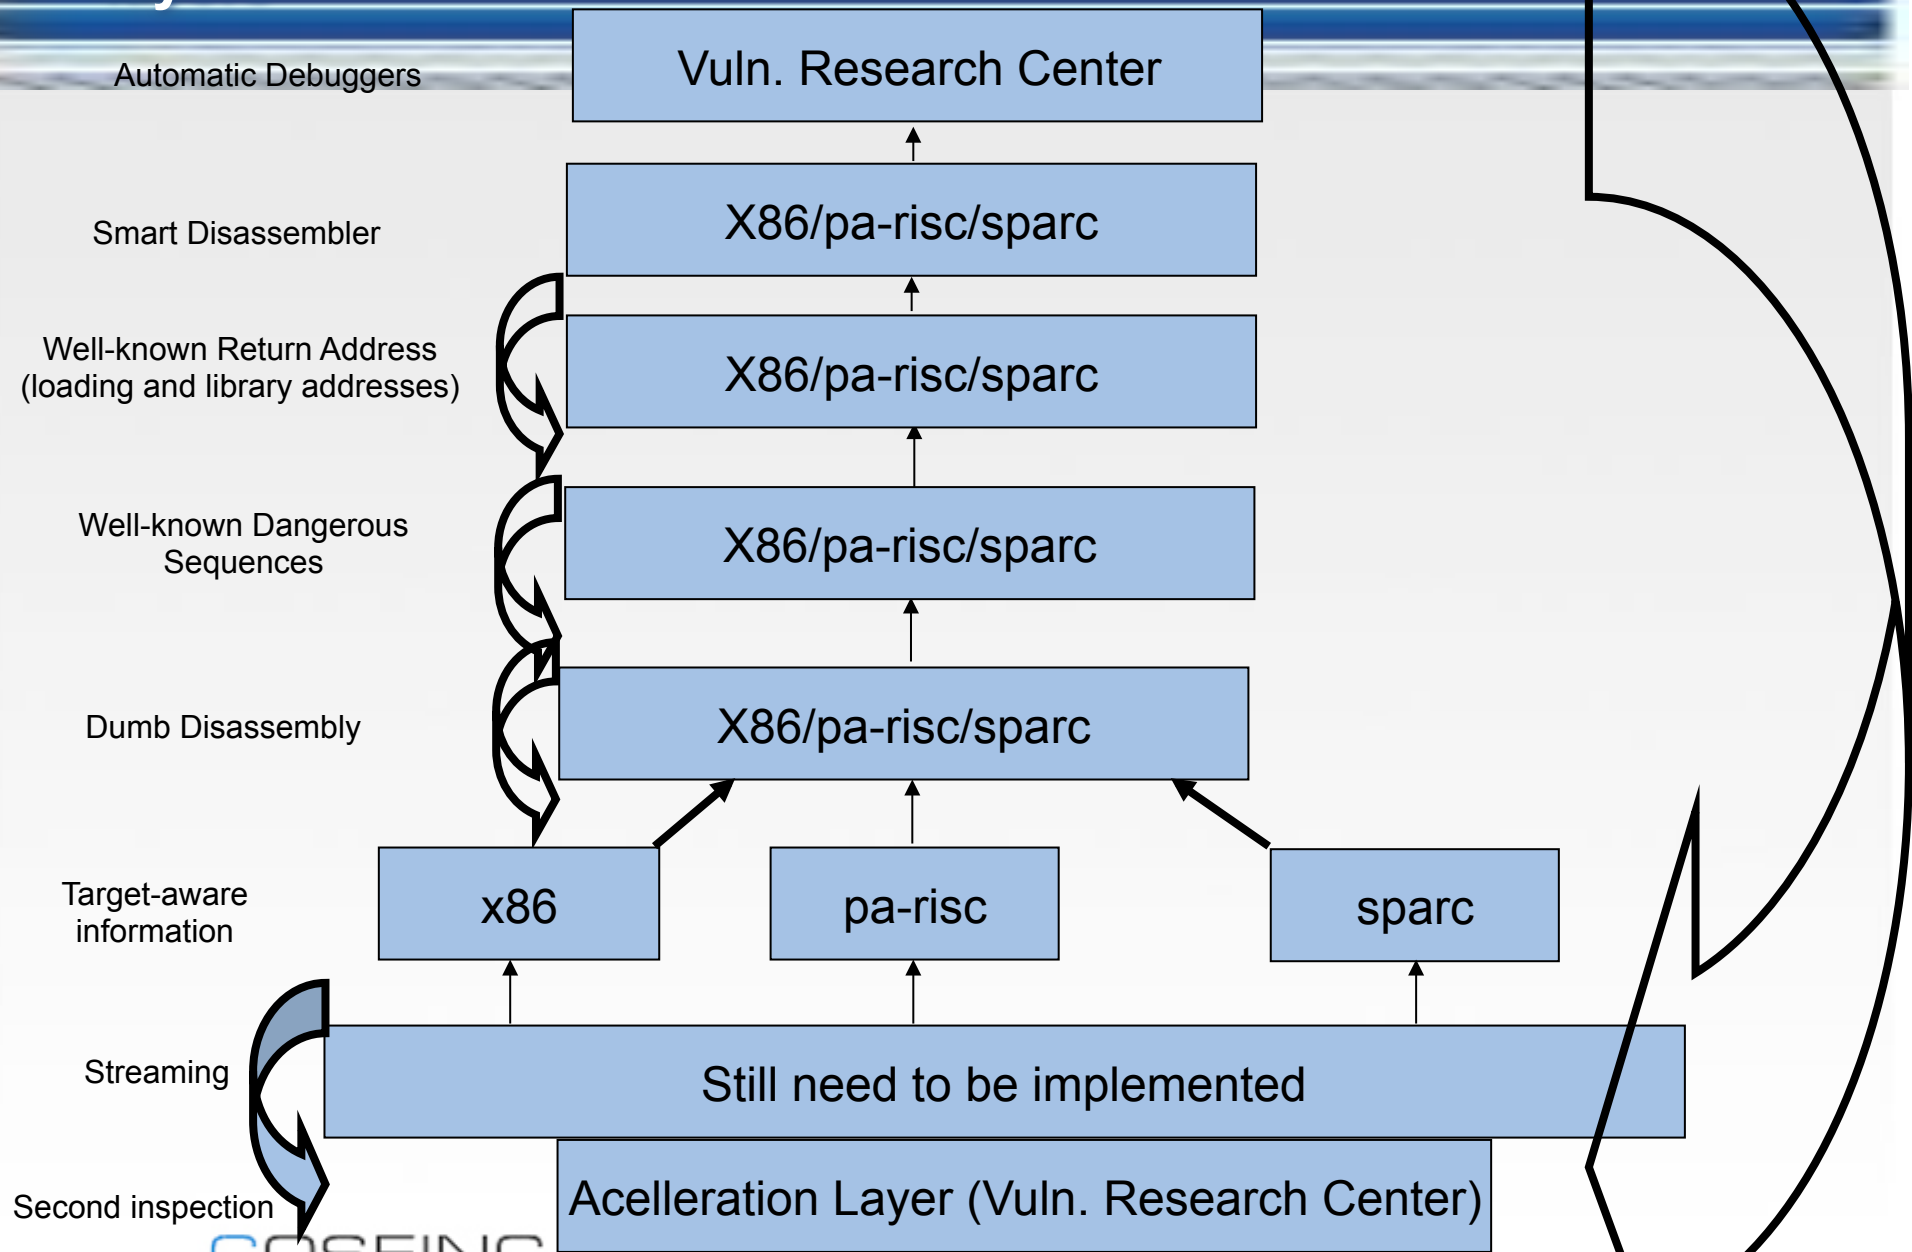 Automatic Debuggers
Vuln. Research Center
Smart Disassembler
X86/pa-risc/sparc
Well-known Return Address
(loading and library addresses)
X86/pa-risc/sparc
Well-known Dangerous
Sequences
X86/pa-risc/sparc
Dumb Disassembly
X86/pa-risc/sparc
Target-aware
information
x86
pa-risc
sparc
Streaming
Still need to be implemented
Second inspection
Acelleration Layer (Vuln. Research Center)
COSEINC